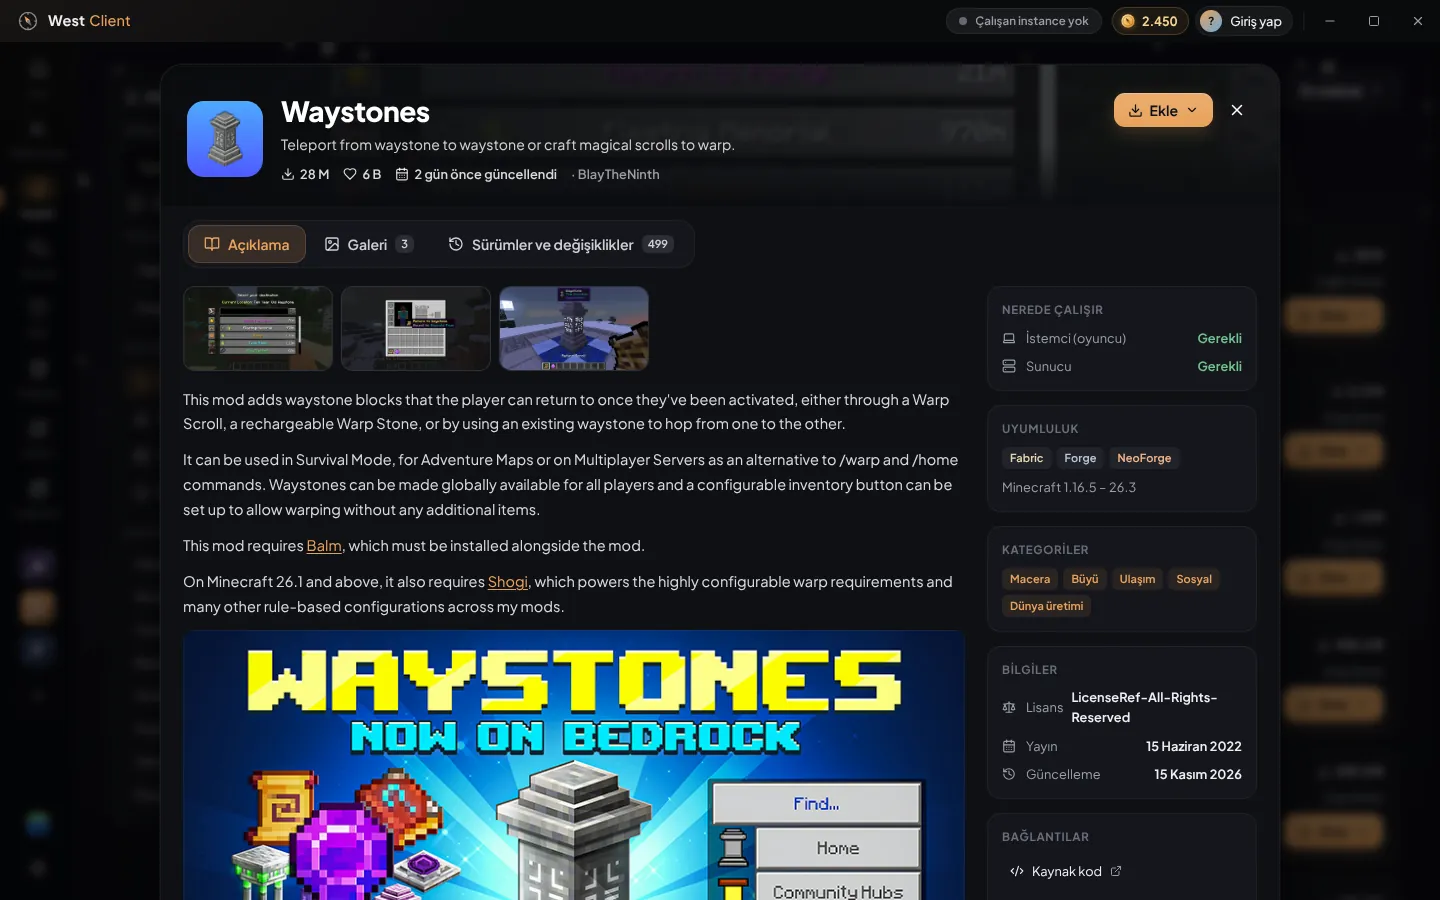 West Client
Çalışan instance yok
2.450
?
Giriş yap
Waystones
Teleport from waystone to waystone or craft magical scrolls to warp.
28 M
6 B
2 gün önce güncellendi
· BlayTheNinth
Ekle
Açıklama
Galeri 3
Sürümler ve değişiklikler 499
This mod adds waystone blocks that the player can return to once they've been activated, either through a Warp
Scroll, a rechargeable Warp Stone, or by using an existing waystone to hop from one to the other.
It can be used in Survival Mode, for Adventure Maps or on Multiplayer Servers as an alternative to /warp and /home
commands. Waystones can be made globally available for all players and a configurable inventory button can be
set up to allow warping without any additional items.
This mod requires Balm, which must be installed alongside the mod.
On Minecraft 26.1 and above, it also requires Shogi, which powers the highly configurable warp requirements and
many other rule-based configurations across my mods.
WAYSTONES
NOW ON BEDROCK
Find...
Home
Community Hubs
NEREDE ÇALIŞIR
İstemci (oyuncu) Gerekli
Sunucu Gerekli
UYUMLULUK
Fabric Forge NeoForge
Minecraft 1.16.5 – 26.3
KATEGORİLER
Macera Büyü Ulaşım Sosyal
Dünya üretimi
BİLGİLER
Lisans LicenseRef-All-Rights-
Reserved
Yayın 15 Haziran 2022
Güncelleme 15 Kasım 2026
BAĞLANTILAR
Kaynak kod